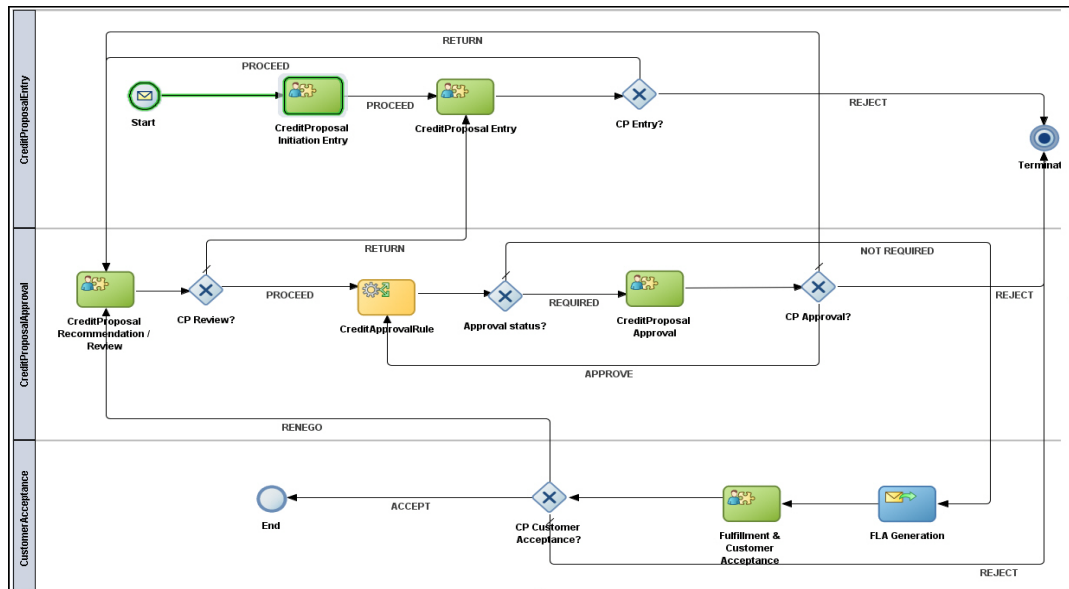 CreditProposalEntry
RETURN
PROCEED
Start
CreditProposal
Initiation Entry
PROCEED
CreditProposal Entry
CP Entry?
REJECT
Terminat
CreditProposalApproval
RETURN
NOT REQUIRED
CreditProposal
Recommendation /
Review
CP Review?
PROCEED
CreditApprovalRule
Approval status?
REQUIRED
CreditProposal
Approval
CP Approval?
REJECT
APPROVE
RENEGO
CustomerAcceptance
End
ACCEPT
CP Customer
Acceptance?
Fulfillment &
Customer
Acceptance
FLA Generation
REJECT